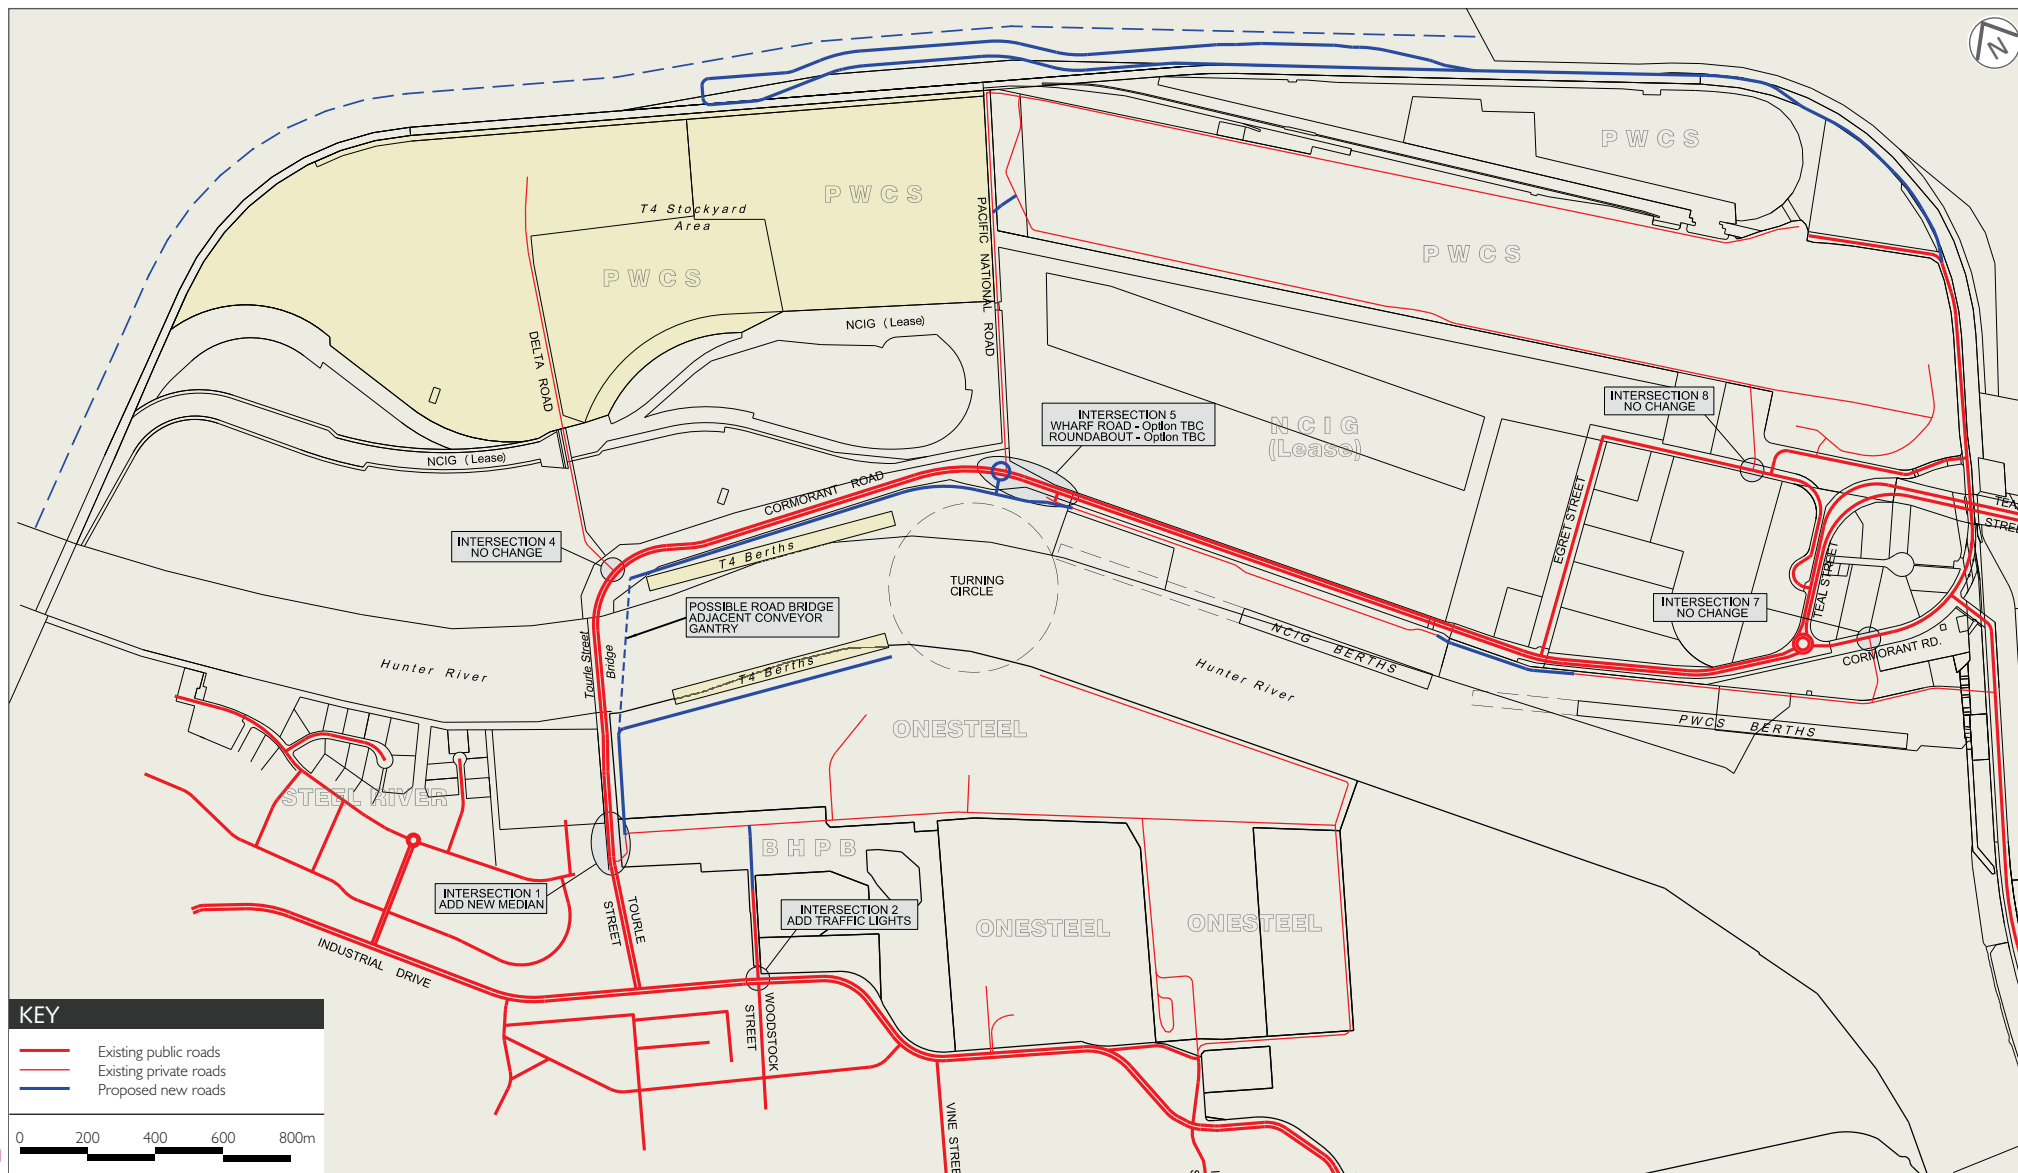 N
PWCS
PWCS
T4 Stockyard
Area
PWCS
PWCS
PACIFIC NATIONAL ROAD
NCIG (Lease)
DELTA ROAD
NCIG (Lease)
INTERSECTION 5
WHARF ROAD - Option TBC
ROUNDABOUT - Option TBC
NCIG
(Lease)
INTERSECTION 8
NO CHANGE
CORMORANT ROAD
EGRET STREET
TEAL STREET
INTERSECTION 4
NO CHANGE
T4 Berths
TURNING
CIRCLE
POSSIBLE ROAD BRIDGE
ADJACENT CONVEYOR
GANTRY
INTERSECTION 7
NO CHANGE
NCIG BERTHS
CORMORANT RD.
Tourle Street
Bridge
Hunter River
T4 Berths
Hunter River
ONESTEEL
PWCS BERTHS
STEEL RIVER
BHPB
INTERSECTION 1
ADD NEW MEDIAN
TOURLE
STREET
INTERSECTION 2
ADD TRAFFIC LIGHTS
ONESTEEL
ONESTEEL
INDUSTRIAL DRIVE
WOODSTOCK
STREET
KEY
Existing public roads
Existing private roads
Proposed new roads
0 200 400 600 800m